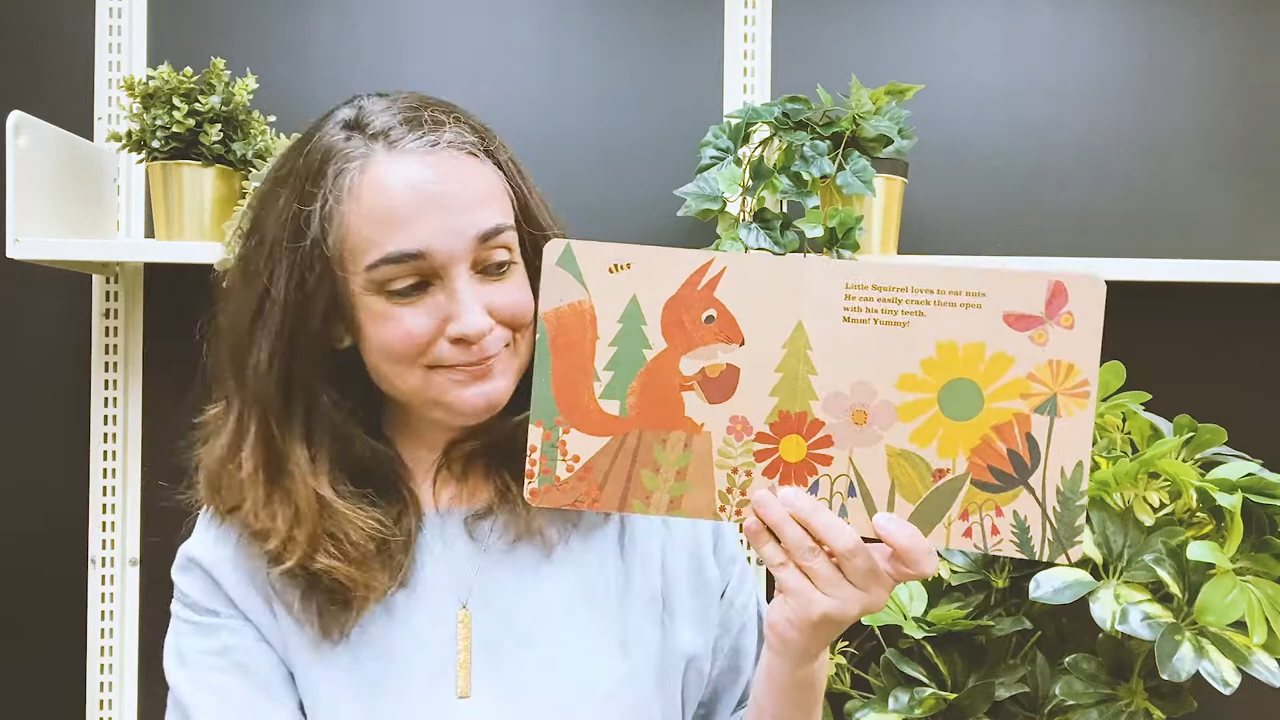 Little Squirrel loves to eat nuts.
He can easily crack them open
with his tiny teeth.
Mmm! Yummy!